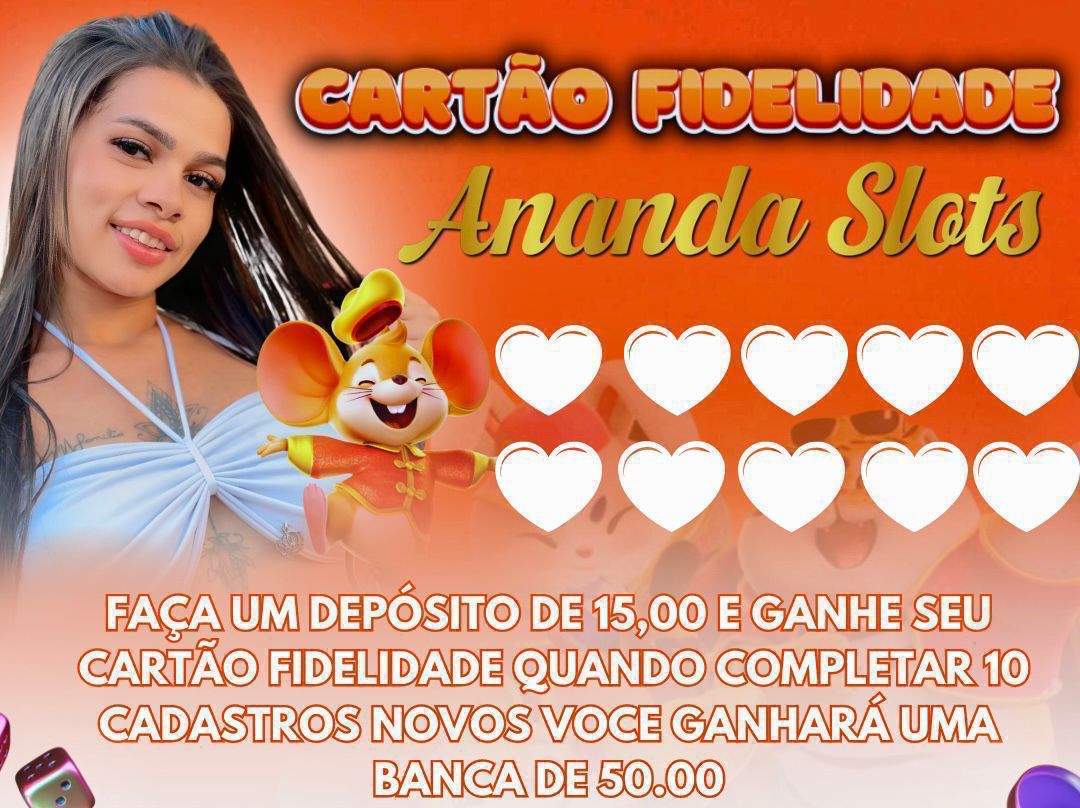 CARTÃO FIDELIDADE
Ananda Slots
FAÇA UM DEPÓSITO DE 15,00 E GANHE SEU
CARTÃO FIDELIDADE QUANDO COMPLETAR 10
CADASTROS NOVOS VOCE GANHARÁ UMA
BANCA DE 50.00